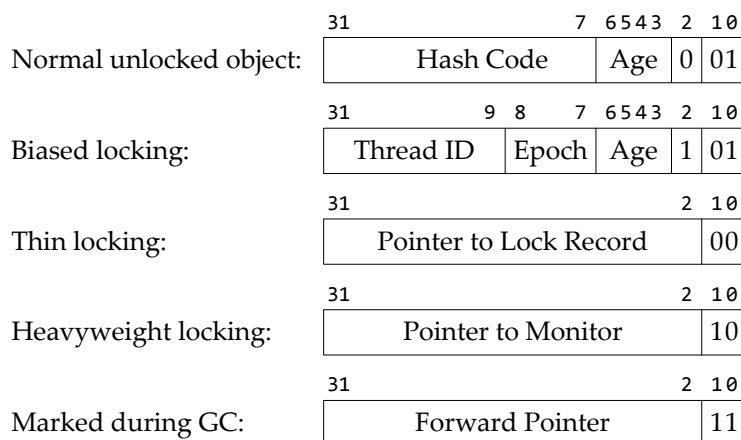 31 7 6543 2 10
Normal unlocked object: Hash Code Age 0 01
31 9 8 7 6543 2 10
Biased locking: Thread ID Epoch Age 1 01
31 2 10
Thin locking: Pointer to Lock Record 00
31 2 10
Heavyweight locking: Pointer to Monitor 10
31 2 10
Marked during GC: Forward Pointer 11